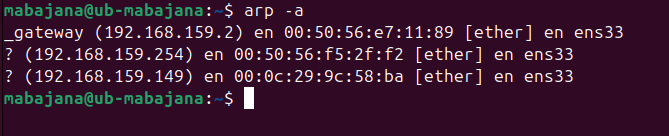 mabajana@ub-mabajana:~$ arp -a
_gateway (192.168.159.2) en 00:50:56:e7:11:89 [ether] en ens33
? (192.168.159.254) en 00:50:56:f5:2f:f2 [ether] en ens33
? (192.168.159.149) en 00:0c:29:9c:58:ba [ether] en ens33
mabajana@ub-mabajana:~$